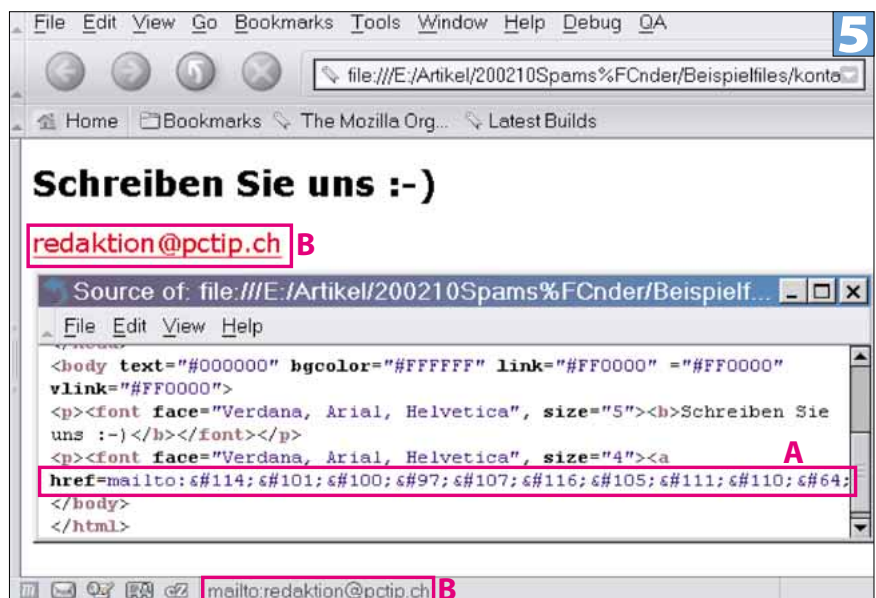 File Edit View Go Bookmarks Tools Window Help Debug QA
5
file:///E:/Artikel/200210Spams%FCnder/Beispielfiles/konta
Home Bookmarks The Mozilla Org... Latest Builds
Schreiben Sie uns :-)
redaktion@pctip.ch B
Source of: file:///E:/Artikel/200210Spams%FCnder/Beispielf...
File Edit View Help
</head>
<body text="#000000" bgcolor="#FFFFFF" link="#FF0000" ="#FF0000"
vlink="#FF0000">
<p><font face="Verdana, Arial, Helvetica", size="5"><b>Schreiben Sie
uns :-)</b></font></p>
<p><font face="Verdana, Arial, Helvetica", size="4"><a
A
href=mailto:&#114;&#101;&#100;&#97;&#107;&#116;&#105;&#111;&#110;&#64;
</body>
</html>
mailto:redaktion@pctip.ch B